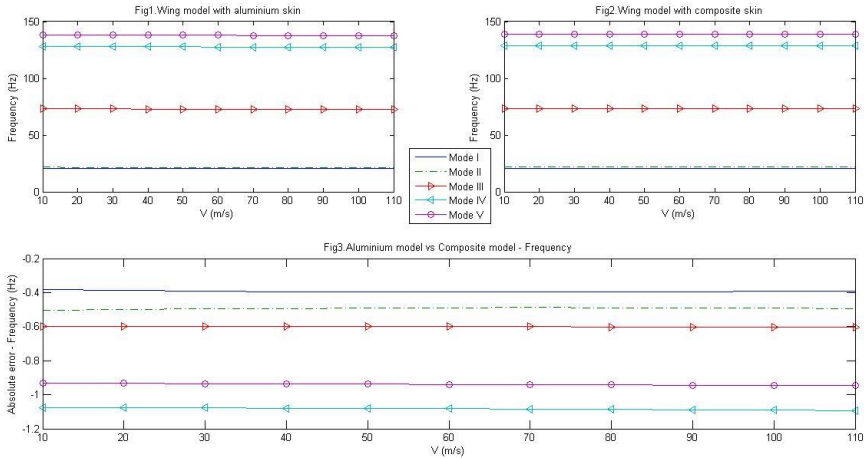 Fig1.Wing model with aluminium skin
150
100
50
0
Frequency (Hz)
10 20 30 40 50 60 70 80 90 100 110
V (m/s)
Fig2.Wing model with composite skin
150
100
50
0
Frequency (Hz)
10 20 30 40 50 60 70 80 90 100 110
V (m/s)
Mode I
Mode II
Mode III
Mode IV
Mode V
Fig3.Aluminium model vs Composite model - Frequency
-0.2
-0.4
-0.6
-0.8
-1
-1.2
Absolute error - Frequency (Hz)
10 20 30 40 50 60 70 80 90 100 110
V (m/s)